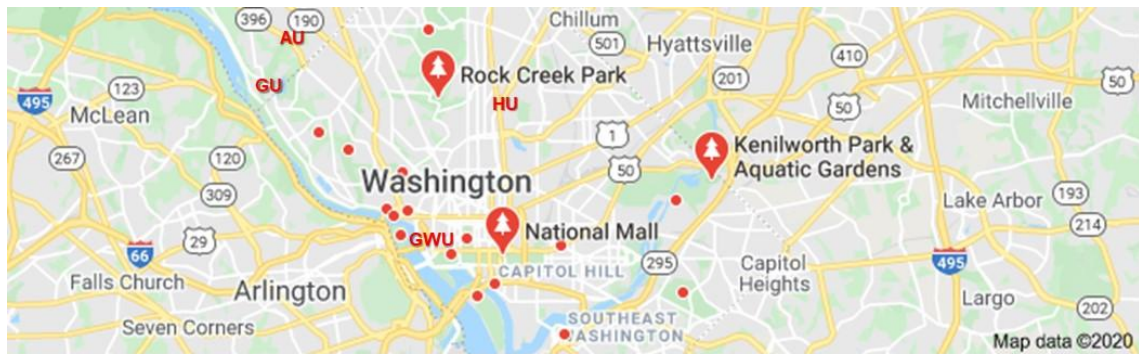 396
190
Chillum
AU
501
Hyattsville
410
Rock Creek Park
201
GU
495
123
McLean
HU
50
50
Mitchellville
1
267
120
50
Kenilworth Park &
Aquatic Gardens
Washington
309
Lake Arbor
193
214
29
66
GWU
National Mall
295
Capitol
Heights
495
CAPITOL HILL
Falls Church
Arlington
Largo
202
Seven Corners
SOUTHEAST
WASHINGTON
Map data ©2020